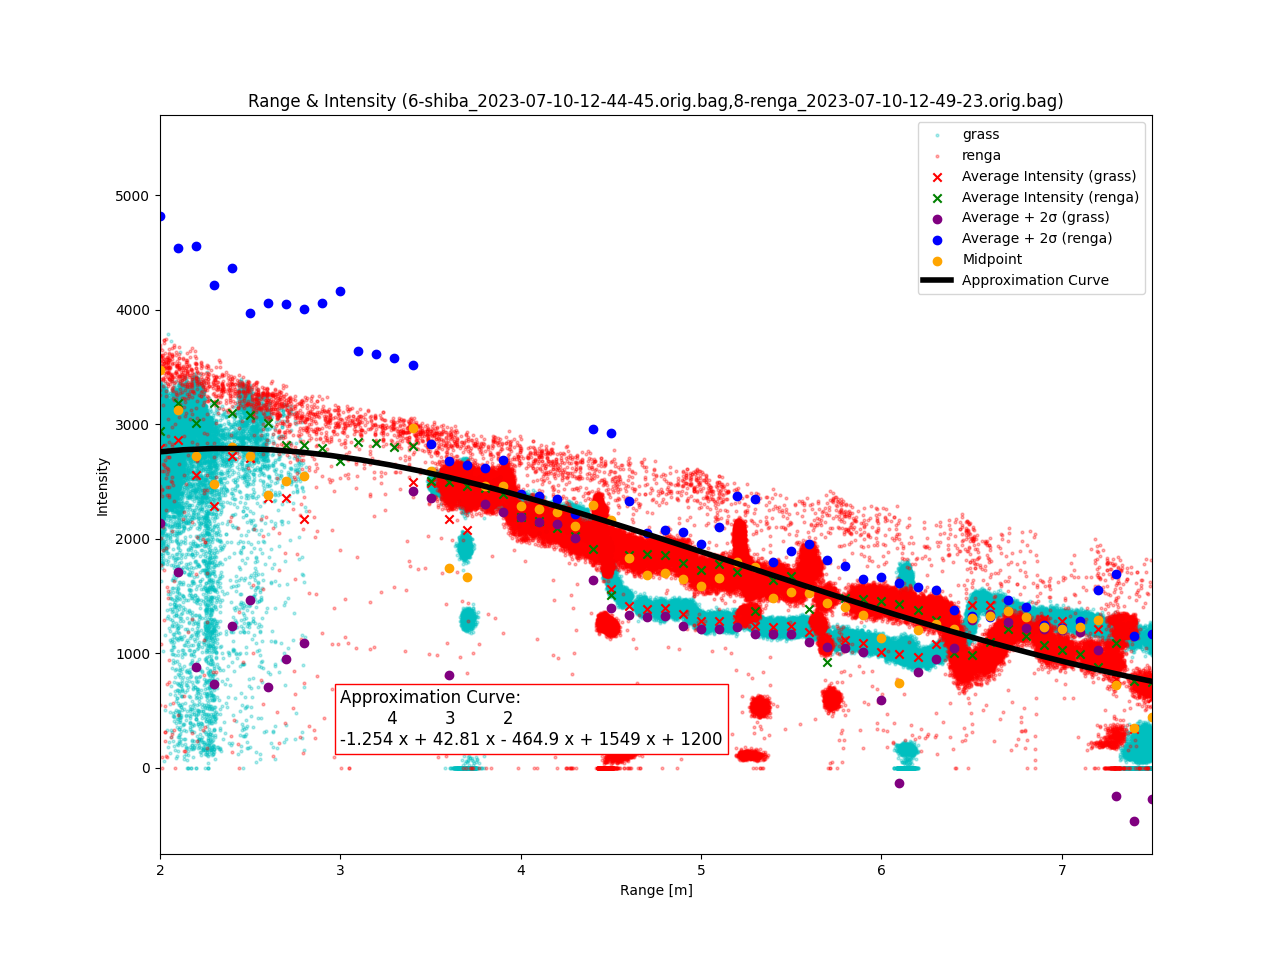 Range & Intensity (6-shiba_2023-07-10-12-44-45.orig.bag,8-renga_2023-07-10-12-49-23.orig.bag)
grass
renga
Average Intensity (grass)
Average Intensity (renga)
Average + 2σ (grass)
Average + 2σ (renga)
Midpoint
Approximation Curve
5000
4000
3000
2000
1000
0
Intensity
Approximation Curve:
4 3 2
-1.254 x + 42.81 x - 464.9 x + 1549 x + 1200
2 3 4 5 6 7
Range [m]